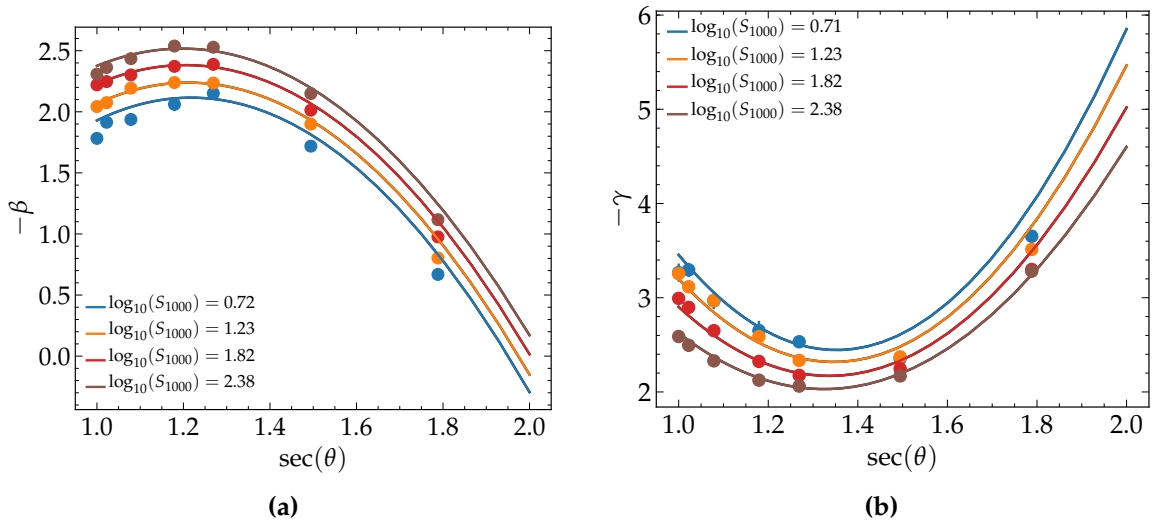 2.5
2.0
1.5
1.0
0.5
0.0
−β
log₁₀(S₁₀₀₀) = 0.72
log₁₀(S₁₀₀₀) = 1.23
log₁₀(S₁₀₀₀) = 1.82
log₁₀(S₁₀₀₀) = 2.38
1.0 1.2 1.4 1.6 1.8 2.0
sec(θ)
(a)
6
5
4
3
2
−γ
log₁₀(S₁₀₀₀) = 0.71
log₁₀(S₁₀₀₀) = 1.23
log₁₀(S₁₀₀₀) = 1.82
log₁₀(S₁₀₀₀) = 2.38
1.0 1.2 1.4 1.6 1.8 2.0
sec(θ)
(b)